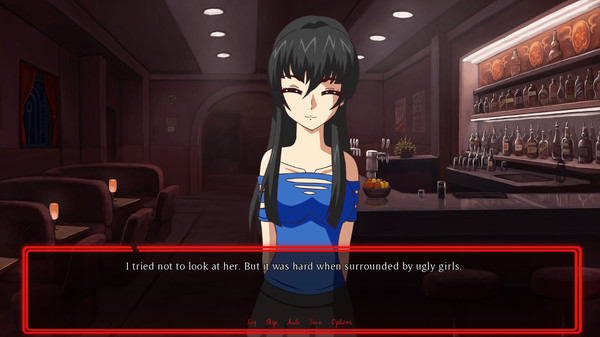 I tried not to look at her. But it was hard when surrounded by ugly girls.
Log Skip Auto Save Options